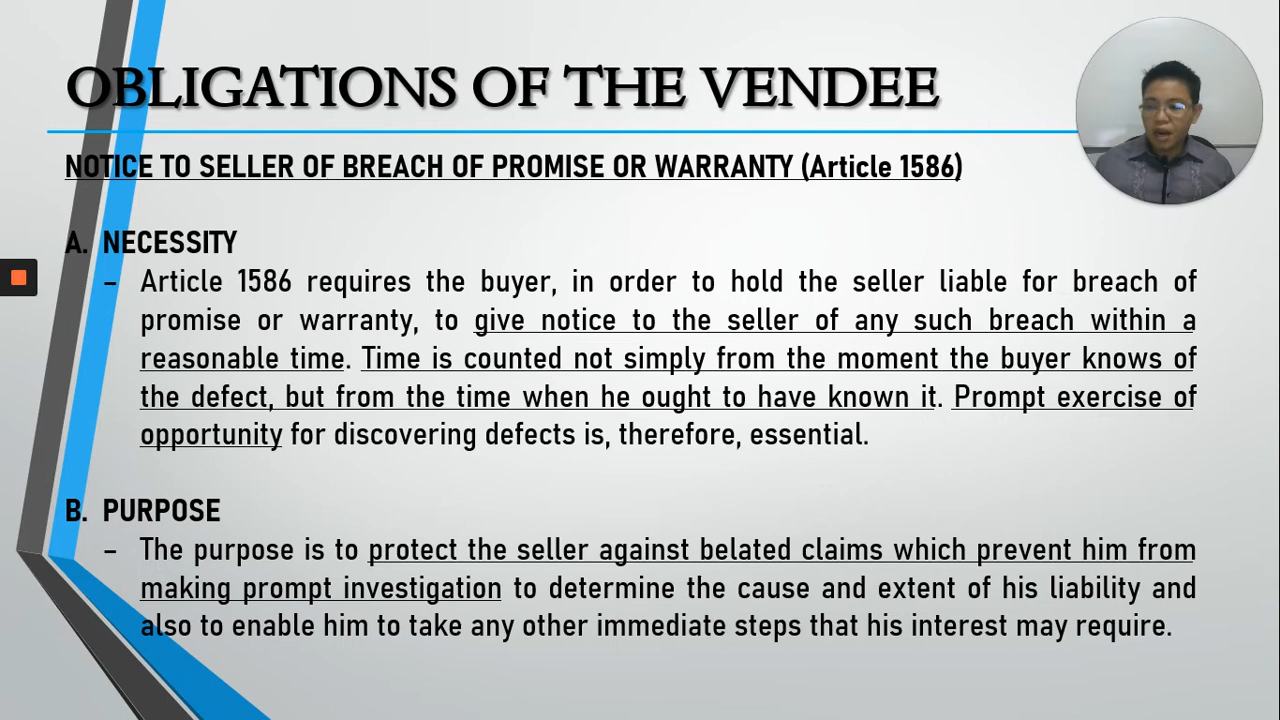 OBLIGATIONS OF THE VENDEE
NOTICE TO SELLER OF BREACH OF PROMISE OR WARRANTY (Article 1586)
A. NECESSITY
– Article 1586 requires the buyer, in order to hold the seller liable for breach of
promise or warranty, to give notice to the seller of any such breach within a
reasonable time. Time is counted not simply from the moment the buyer knows of
the defect, but from the time when he ought to have known it. Prompt exercise of
opportunity for discovering defects is, therefore, essential.
B. PURPOSE
– The purpose is to protect the seller against belated claims which prevent him from
making prompt investigation to determine the cause and extent of his liability and
also to enable him to take any other immediate steps that his interest may require.